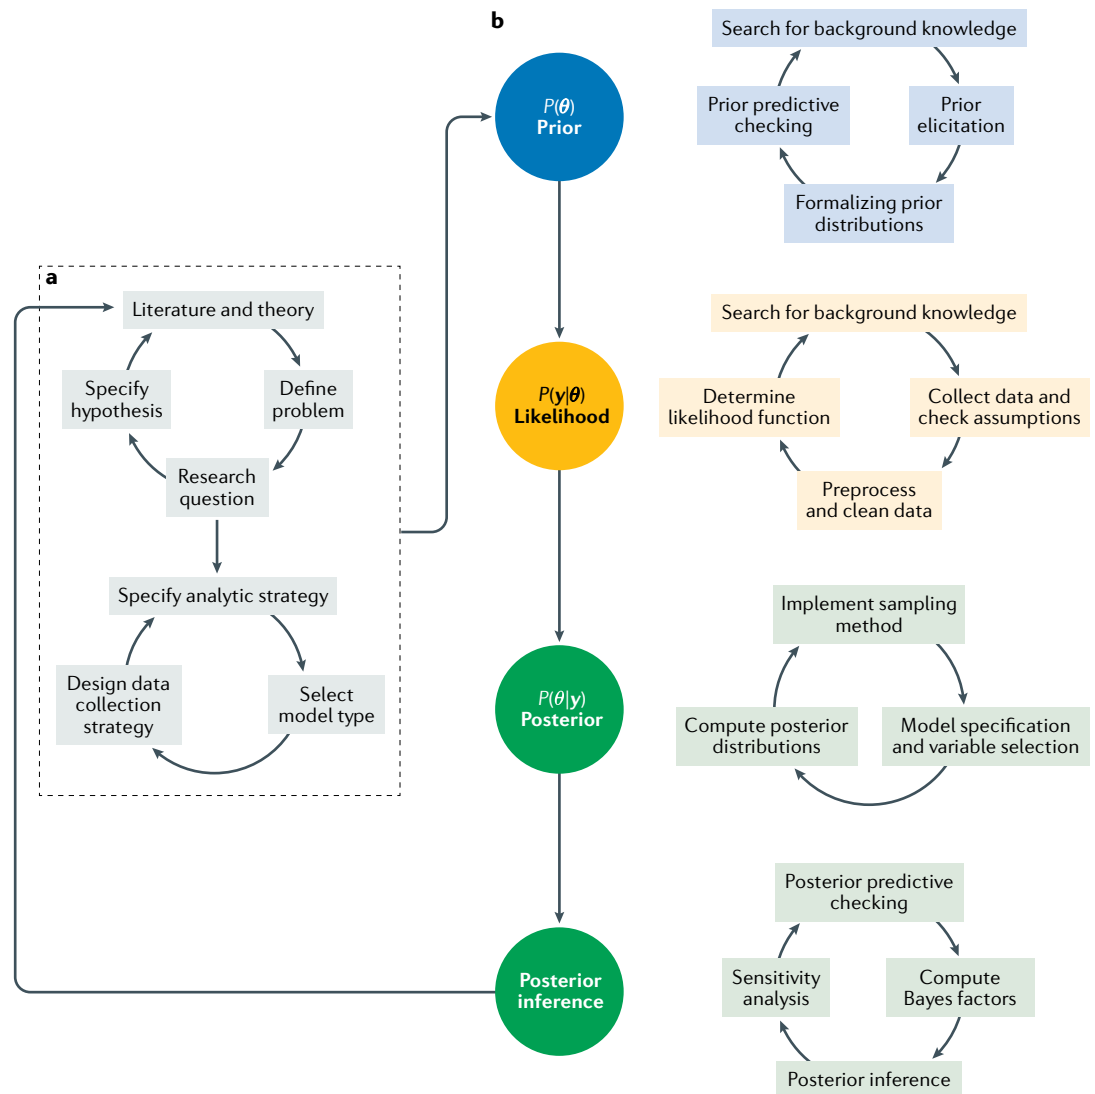 b
Search for background knowledge
P(θ)
Prior
Prior predictive
checking
Prior
elicitation
Formalizing prior
distributions
a
Literature and theory
Specify
hypothesis
Define
problem
Research
question
Specify analytic strategy
Design data
collection
strategy
Select
model type
Search for background knowledge
P(y|θ)
Likelihood
Determine
likelihood function
Collect data and
check assumptions
Preprocess
and clean data
Implement sampling
method
P(θ|y)
Posterior
Compute posterior
distributions
Model specification
and variable selection
Posterior predictive
checking
Posterior
inference
Sensitivity
analysis
Compute
Bayes factors
Posterior inference